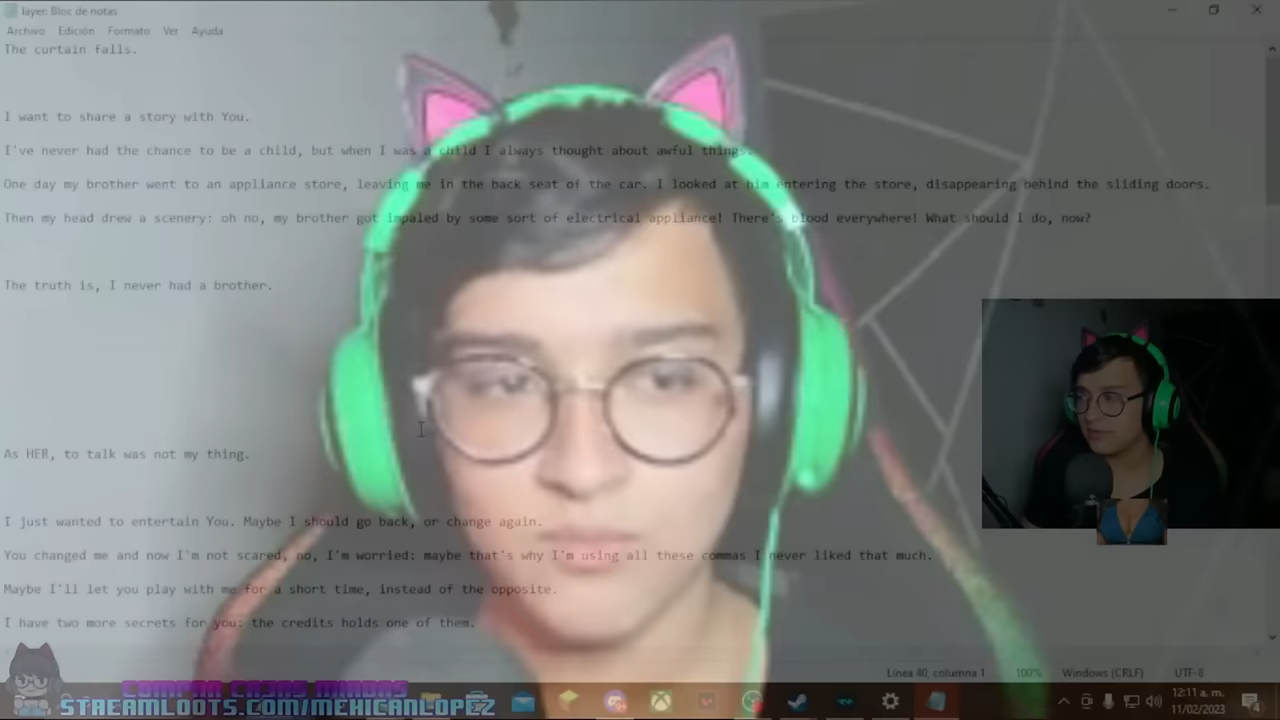 layer: Bloc de notas
Archivo Edición Formato Ver Ayuda
The curtain falls.
I want to share a story with You.
I've never had the chance to be a child, but when I was a child I always thought about awful things.
One day my brother went to an appliance store, leaving me in the back seat of the car. I looked at him entering the store, disappearing behind the sliding doors.
Then my head drew a scenery: oh no, my brother got impaled by some sort of electrical appliance! There's blood everywhere! What should I do, now?
The truth is, I never had a brother.
As HER, to talk was not my thing.
I just wanted to entertain You. Maybe I should go back, or change again.
You changed me and now I'm not scared, no, I'm worried: maybe that's why I'm using all these commas I never liked that much.
Maybe I'll let you play with me for a short time, instead of the opposite.
I have two more secrets for you: the credits holds one of them.
Línea 40, columna 1 100% Windows (CRLF) UTF-8
COMPAN CAJAS AMONOS
STREAMLOOTS.COM/MEXICANLOPEZ
12:11 a. m.
11/02/2023